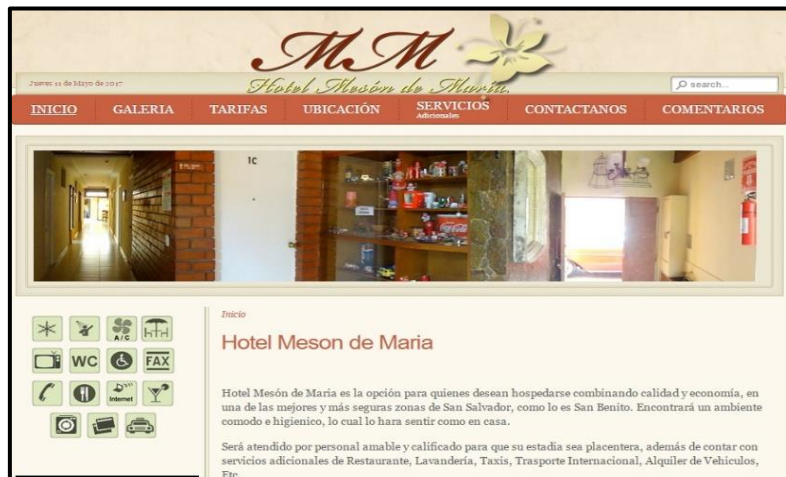 MM
Hotel Mesón de María.
Jueves 11 de Mayo de 2017
search...
INICIO GALERIA TARIFAS UBICACIÓN SERVICIOS CONTACTANOS COMENTARIOS
Adicionales
1C
Coca-Cola
Inicio
Hotel Meson de Maria
A/C
WC FAX
Internet
Hotel Mesón de Maria es la opción para quienes desean hospedarse combinando calidad y economía, en
una de las mejores y más seguras zonas de San Salvador, como lo es San Benito. Encontrará un ambiente
comodo e higienico, lo cual lo hara sentir como en casa.
Será atendido por personal amable y calificado para que su estadia sea placentera, además de contar con
servicios adicionales de Restaurante, Lavandería, Taxis, Trasporte Internacional, Alquiler de Vehiculos,
Etc.